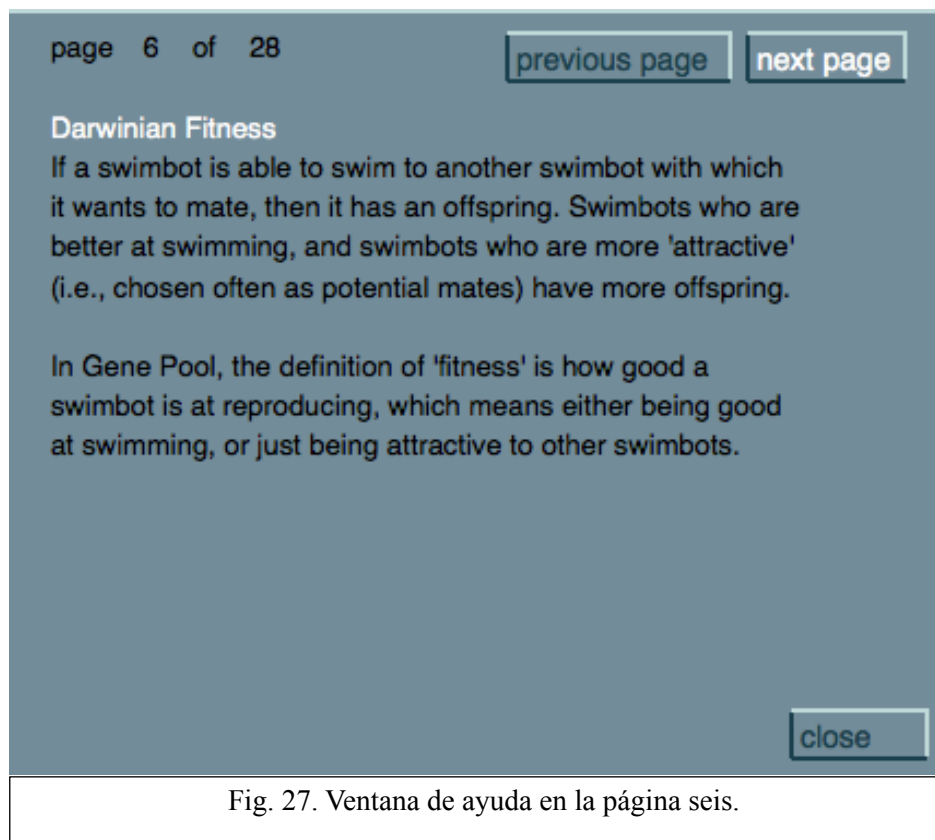 page 6 of 28
previous page
next page
Darwinian Fitness
If a swimbot is able to swim to another swimbot with which
it wants to mate, then it has an offspring. Swimbots who are
better at swimming, and swimbots who are more 'attractive'
(i.e., chosen often as potential mates) have more offspring.
In Gene Pool, the definition of 'fitness' is how good a
swimbot is at reproducing, which means either being good
at swimming, or just being attractive to other swimbots.
close
Fig. 27. Ventana de ayuda en la página seis.